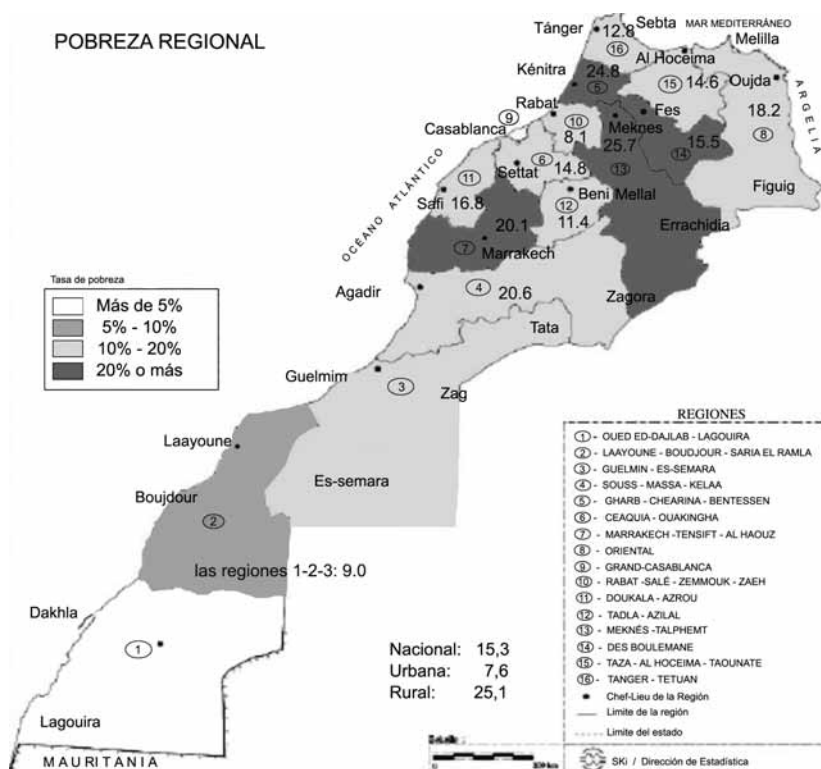 POBREZA REGIONAL
Tánger
Sebta
MAR MEDITERRÁNEO
Melilla
12.8
16
Al Hoceima
Kénitra
24.8
5
15
14.6
Oujda
ARGELIA
Rabat
Fes
18.2
9
10
Meknes
8
Casablanca
8.1
25.7
15.5
14
OCÉANO ATLÁNTICO
11
Settat
6
14.8
13
Safi
16.8
12
Beni Mellal
Figuig
11.4
20.1
Errachidia
7
Marrakech
Agadir
4
20.6
Zagora
Tata
Tasa de pobreza
Más de 5%
5% - 10%
10% - 20%
20% o más
Guelmim
3
Zag
Laayoune
Es-semara
Boujdour
2
las regiones 1-2-3: 9.0
Dakhla
1
Lagouira
MAURITANIA
Nacional: 15,3
Urbana: 7,6
Rural: 25,1
REGIONES
1 - OUED ED-DAJLAB - LAGOUIRA
2 - LAAYOUNE - BOUDJOUR - SARIA EL RAMLA
3 - GUELMIN - ES-SEMARA
4 - SOUSS - MASSA - KELAA
5 - GHARB - CHEARINA - BENTESSEN
6 - CEAQUIA - OUAKINGHA
7 - MARRAKECH -TENSIFT - AL HAOUZ
8 - ORIENTAL
9 - GRAND-CASABLANCA
10 - RABAT -SALÉ - ZEMMOUK - ZAEH
11 - DOUKALA - AZROU
12 - TADLA - AZILAL
13 - MEKNÉS -TALPHEMT
14 - DES BOULEMANE
15 - TAZA - AL HOCEIMA - TAOUNATE
16 - TANGER - TETUAN
Chef-Lieu de la Región
Limite de la región
Limite del estado
SKi / Dirección de Estadística
0